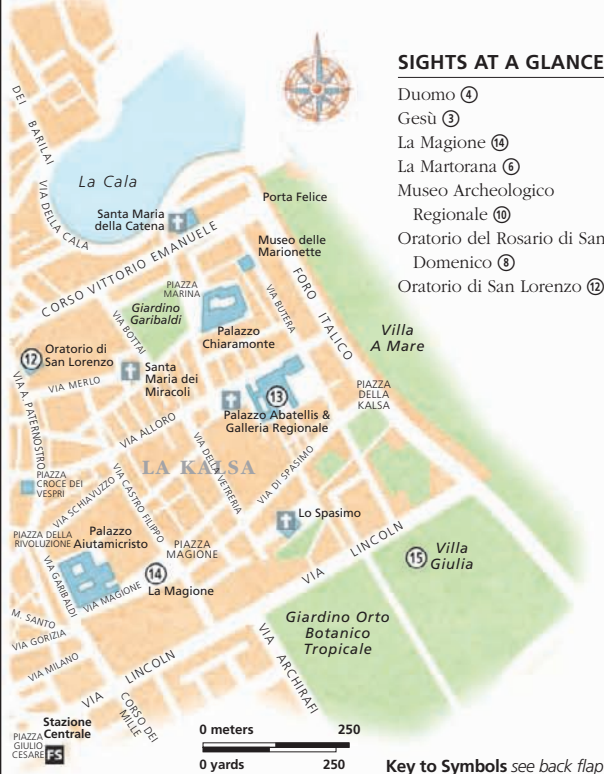 SIGHTS AT A GLANCE
Duomo ④
Gesù ③
La Magione ⑭
La Martorana ⑥
Museo Archeologico
Regionale ⑩
Oratorio del Rosario di San
Domenico ⑧
Oratorio di San Lorenzo ⑫
DEI BARILAI
VIA DELLA CALA
La Cala
Santa Maria
della Catena
Porta Felice
CORSO VITTORIO EMANUELE
Museo delle
Marionette
PIAZZA
MARINA
Giardino
Garibaldi
VIA BUTERA
FORO ITALICO
VIA BOTTAI
Palazzo
Chiaramonte
Villa
A Mare
⑫ Oratorio di
San Lorenzo
Santa
Maria dei
Miracoli
VIA MERLO
VIA A. PATERNOSTRO
⑬
Palazzo Abatellis &
Galleria Regionale
PIAZZA
DELLA
KALSA
VIA ALLORO
LA KALSA
VIA DELLA VETRERIA
VIA DI SPASIMO
PIAZZA
CROCE DEI
VESPRI
VIA SCHIAVUZZO
VIA CASTRO FILIPPO
Lo Spasimo
PIAZZA DELLA
RIVOLUZIONE
Palazzo
Aiutamicristo
PIAZZA
MAGIONE
VIA LINCOLN
⑮ Villa
Giulia
VIA GARIBALDI
⑭
La Magione
VIA MAGIONE
Giardino Orto
Botanico
Tropicale
M. SANTO
VIA GORIZIA
VIA MILANO
VIA LINCOLN
VIA ARCHIRAFI
CORSO DEI
MILLE
Stazione
Centrale
PIAZZA
GIULIO
CESARE
FS
0 meters 250
0 yards 250
Key to Symbols see back flap